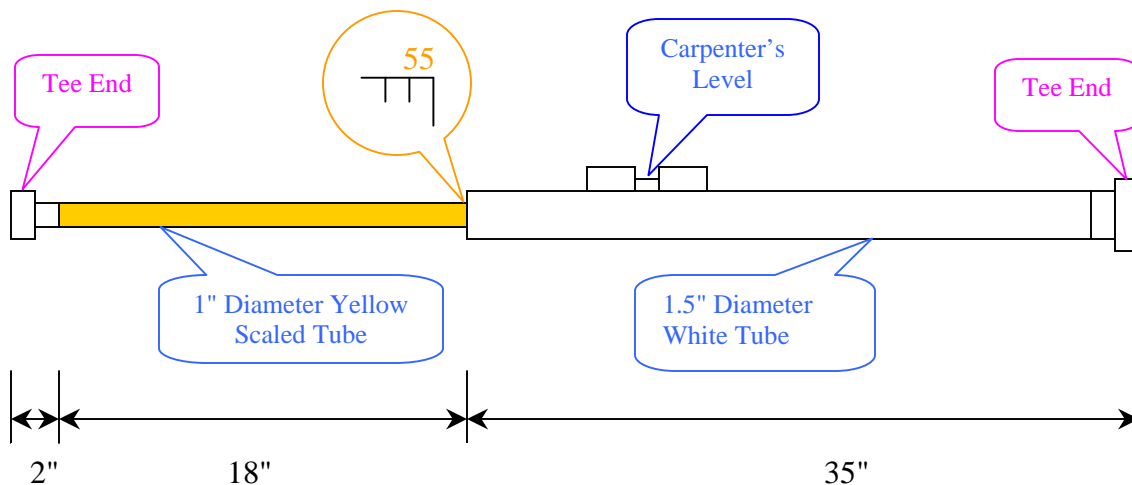 Tee End
55
Carpenter’s
Level
Tee End
1" Diameter Yellow
Scaled Tube
1.5" Diameter
White Tube
2"
18"
35"